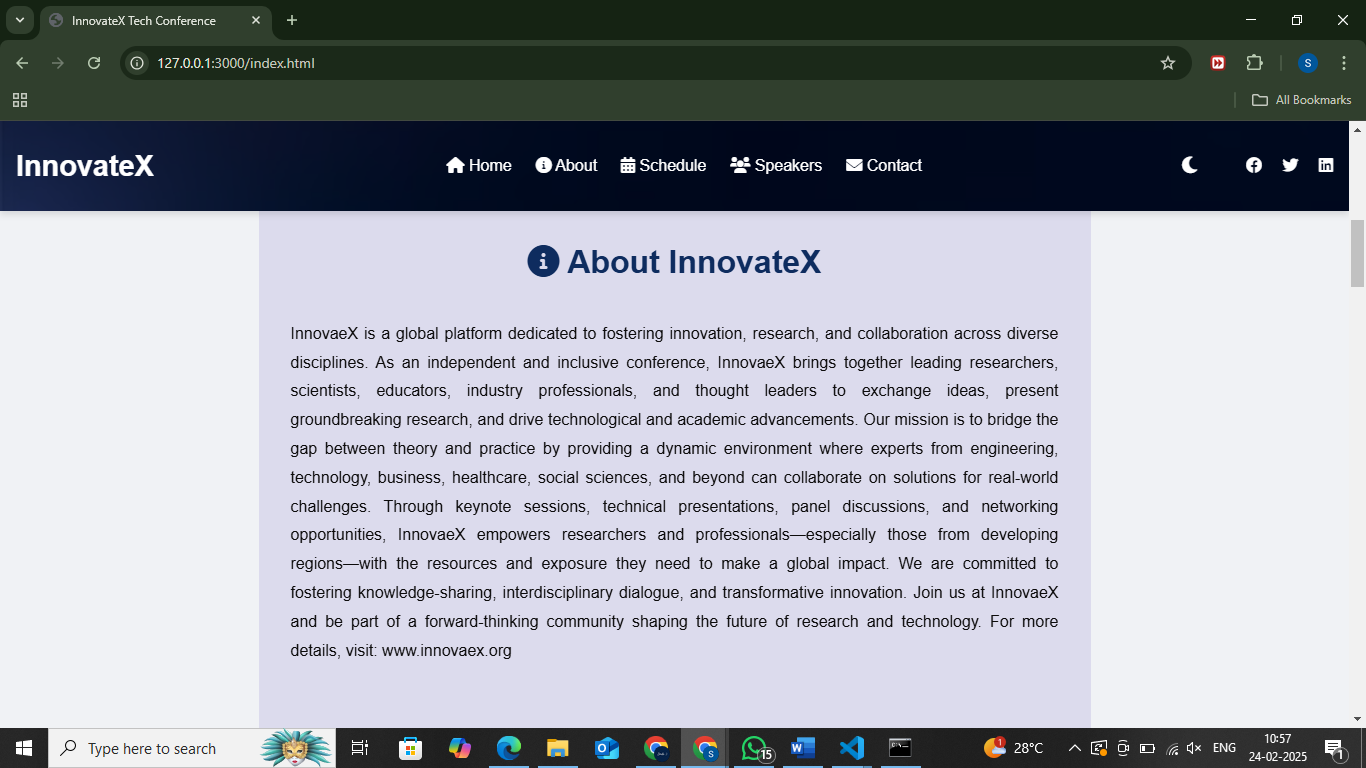 InnovateX Tech Conference
127.0.0.1:3000/index.html
S
All Bookmarks
InnovateX
Home About Schedule Speakers Contact
About InnovateX
InnovaeX is a global platform dedicated to fostering innovation, research, and collaboration across diverse
disciplines. As an independent and inclusive conference, InnovaeX brings together leading researchers,
scientists, educators, industry professionals, and thought leaders to exchange ideas, present
groundbreaking research, and drive technological and academic advancements. Our mission is to bridge the
gap between theory and practice by providing a dynamic environment where experts from engineering,
technology, business, healthcare, social sciences, and beyond can collaborate on solutions for real-world
challenges. Through keynote sessions, technical presentations, panel discussions, and networking
opportunities, InnovaeX empowers researchers and professionals—especially those from developing
regions—with the resources and exposure they need to make a global impact. We are committed to
fostering knowledge-sharing, interdisciplinary dialogue, and transformative innovation. Join us at InnovaeX
and be part of a forward-thinking community shaping the future of research and technology. For more
details, visit: www.innovaex.org
Type here to search
15
1
28°C
ENG
10:57
24-02-2025
1